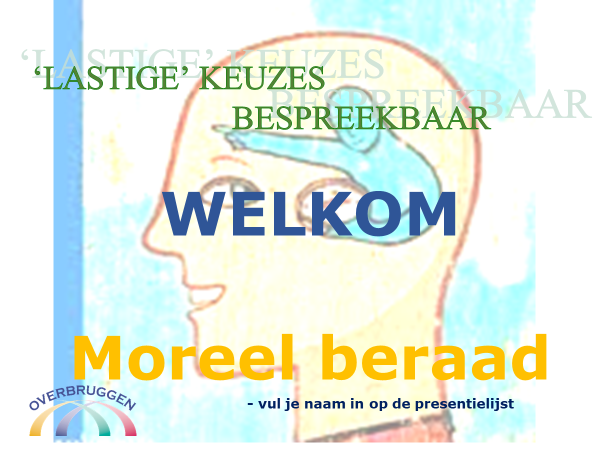 ‘LASTIGE’ KEUZES
BESPREEKBAAR
WELKOM
Moreel beraad
- vul je naam in op de presentielijst
OVERBRUGGEN